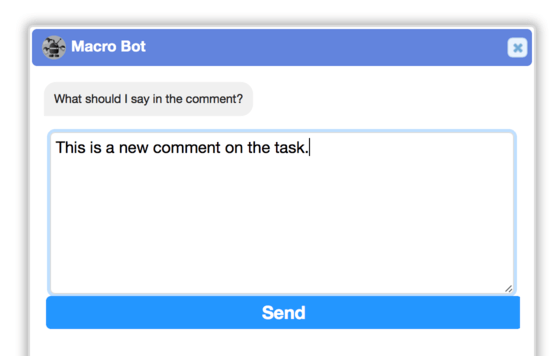 Macro Bot
What should I say in the comment?
This is a new comment on the task.
Send